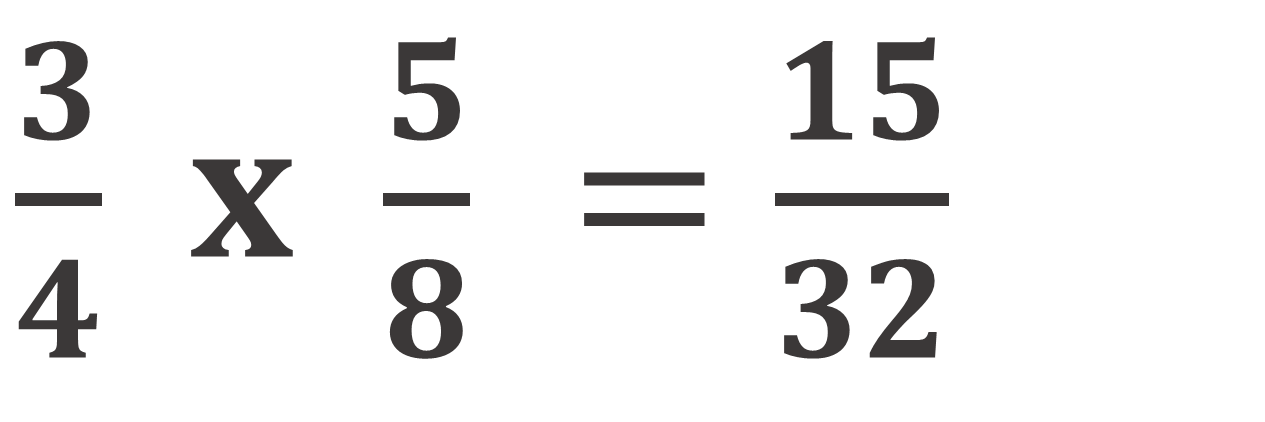 3/4 x 5/8 = 15/32